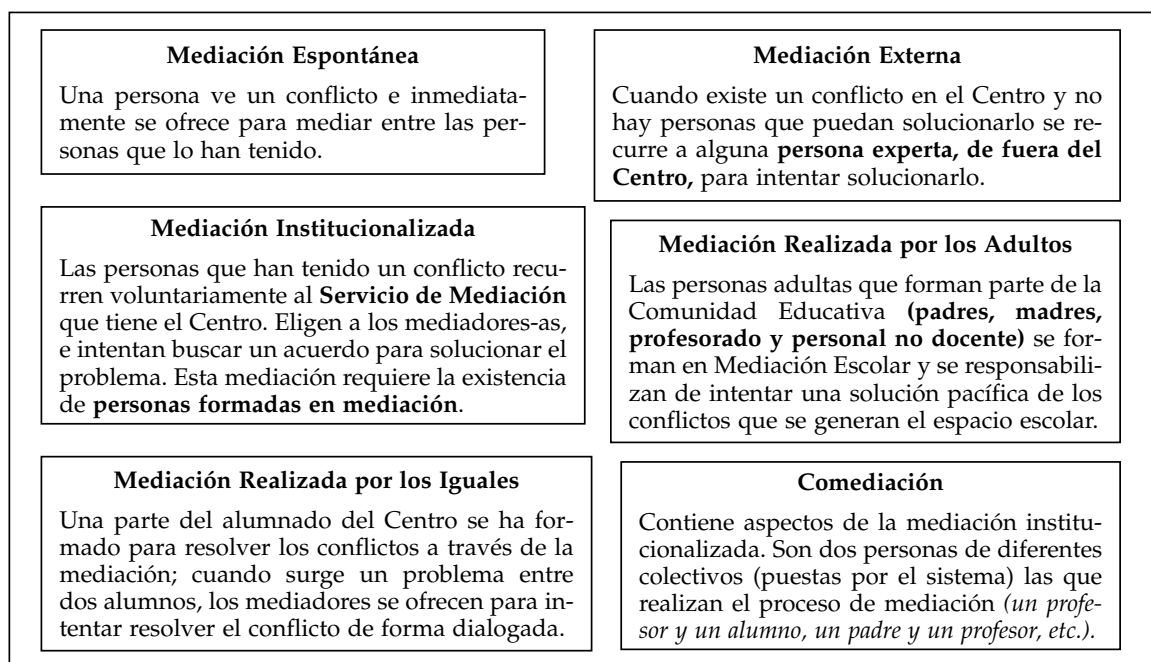 Mediación Espontánea
Una persona ve un conflicto e inmediata-
mente se ofrece para mediar entre las per-
sonas que lo han tenido.
Mediación Externa
Cuando existe un conflicto en el Centro y no
hay personas que puedan solucionarlo se re-
curre a alguna persona experta, de fuera del
Centro, para intentar solucionarlo.
Mediación Institucionalizada
Las personas que han tenido un conflicto recu-
rren voluntariamente al Servicio de Mediación
que tiene el Centro. Eligen a los mediadores-as,
e intentan buscar un acuerdo para solucionar el
problema. Esta mediación requiere la existencia
de personas formadas en mediación.
Mediación Realizada por los Adultos
Las personas adultas que forman parte de la
Comunidad Educativa (padres, madres,
profesorado y personal no docente) se for-
man en Mediación Escolar y se responsabili-
zan de intentar una solución pacífica de los
conflictos que se generan el espacio escolar.
Mediación Realizada por los Iguales
Una parte del alumnado del Centro se ha for-
mado para resolver los conflictos a través de la
mediación; cuando surge un problema entre
dos alumnos, los mediadores se ofrecen para in-
tentar resolver el conflicto de forma dialogada.
Comediación
Contiene aspectos de la mediación institu-
cionalizada. Son dos personas de diferentes
colectivos (puestas por el sistema) las que
realizan el proceso de mediación (un profe-
sor y un alumno, un padre y un profesor, etc.).